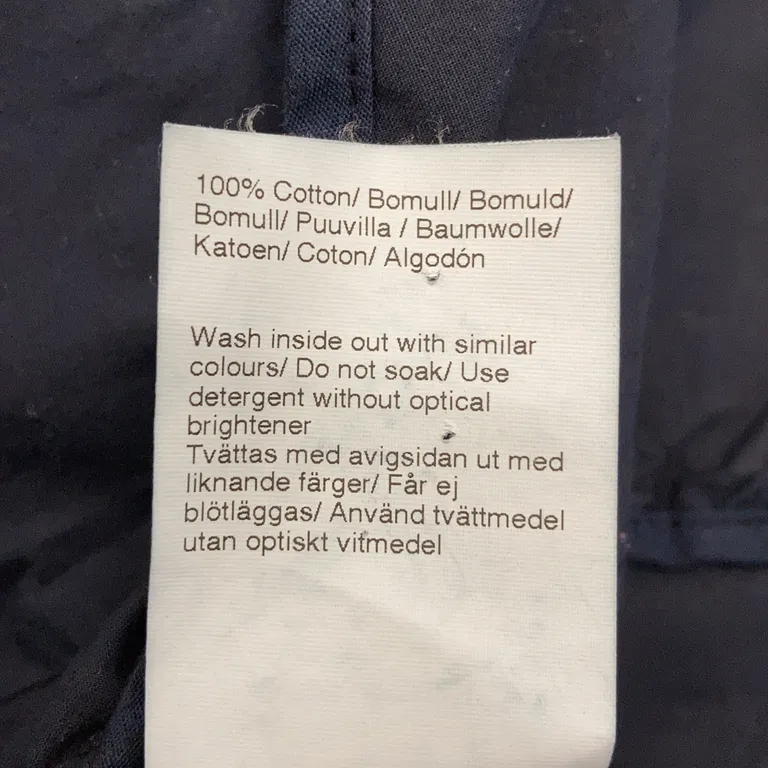 100% Cotton/ Bomull/ Bomuld/
Bomull/ Puuvilla / Baumwolle/
Katoen/ Coton/ Algodón
Wash inside out with similar
colours/ Do not soak/ Use
detergent without optical
brightener
Tvättas med avigsidan ut med
liknande färger/ Får ej
blötläggas/ Använd tvättmedel
utan optiskt vitmedel